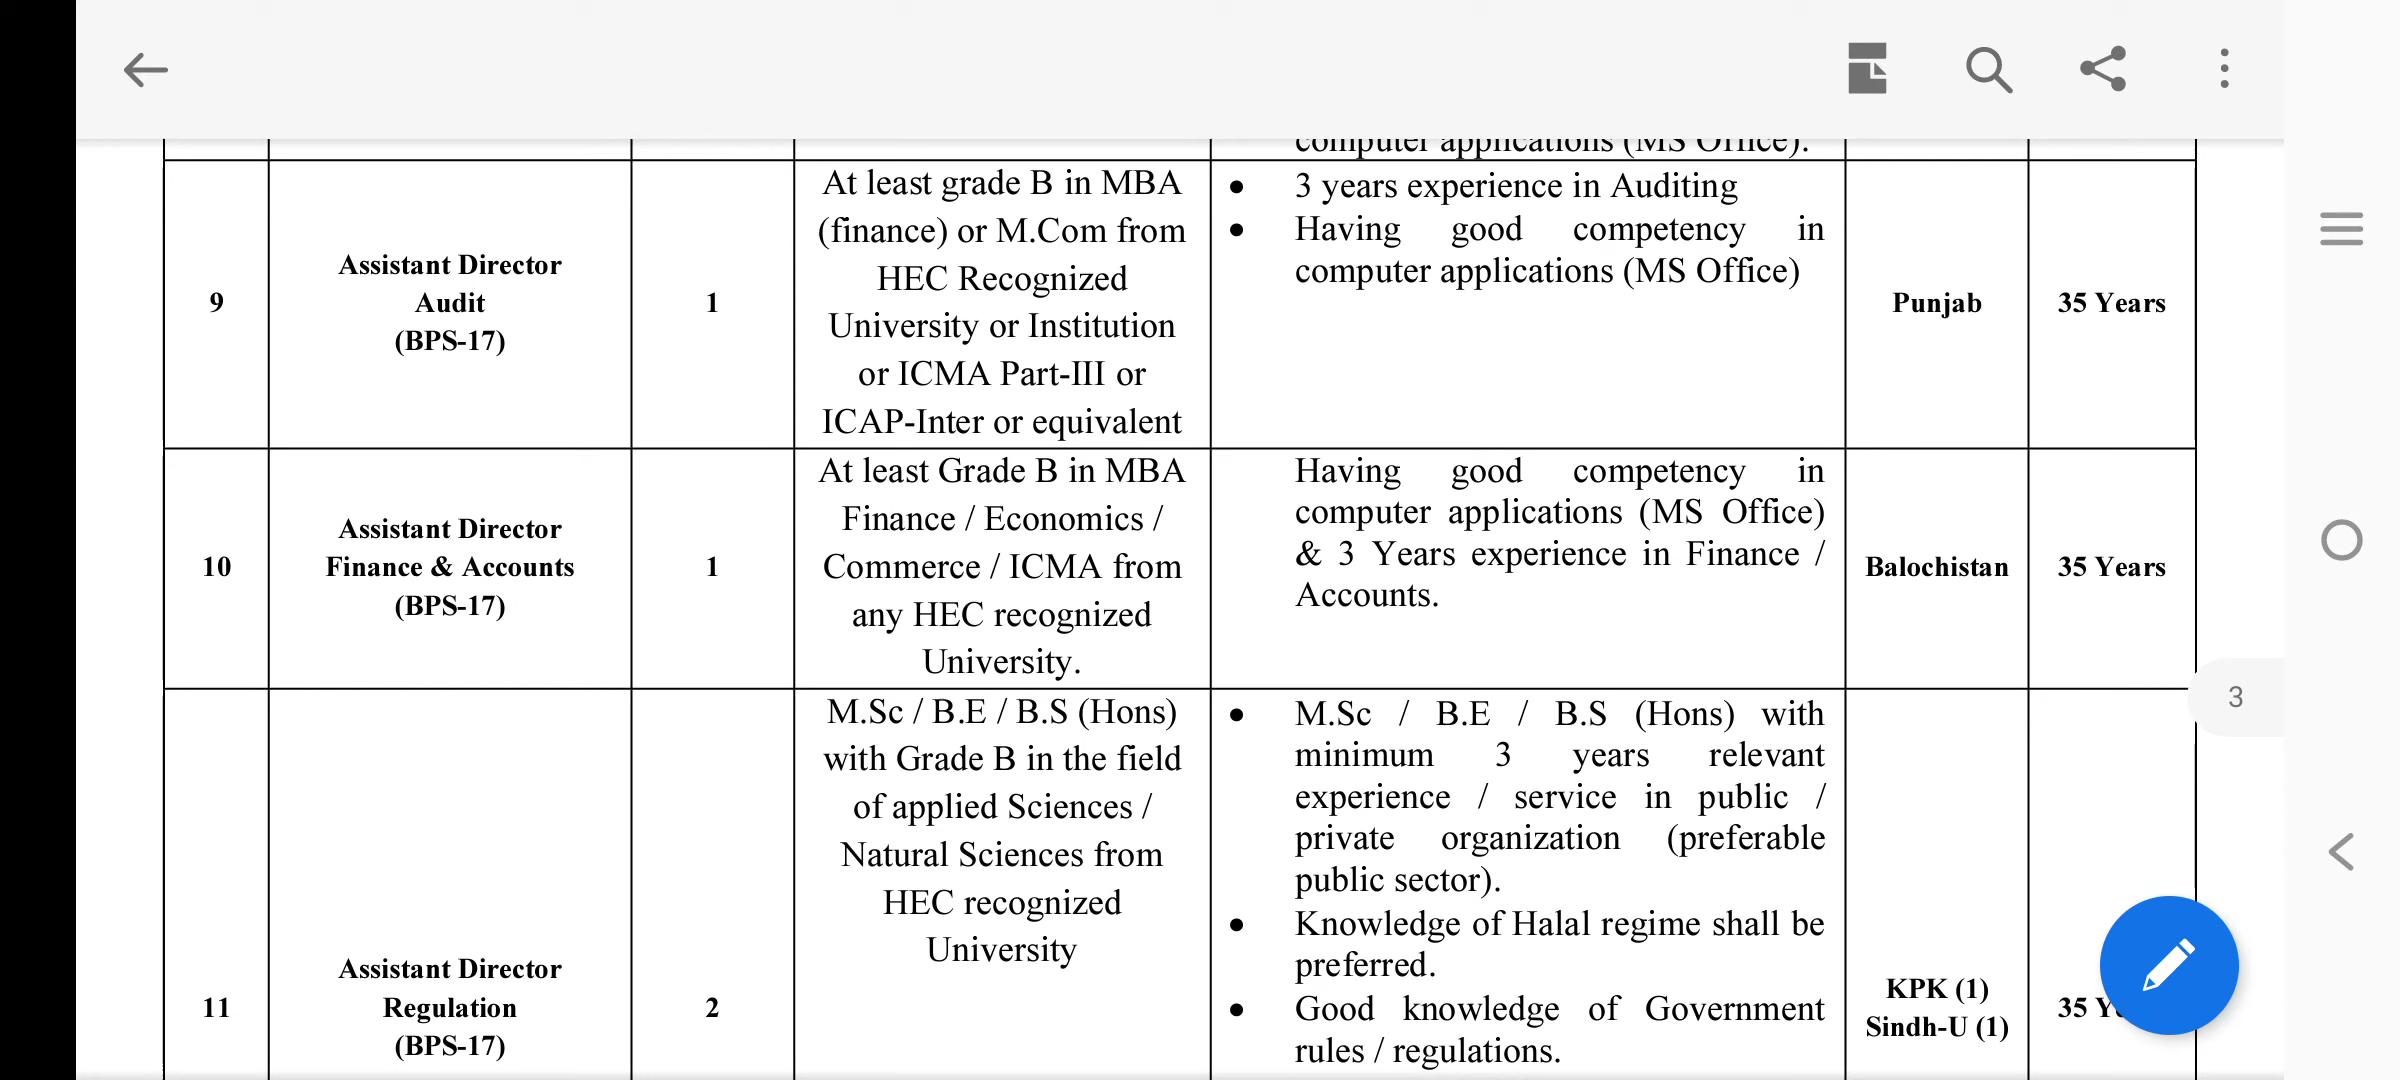 computer applications (MS Office).
9
Assistant Director
Audit
(BPS-17)
1
At least grade B in MBA
(finance) or M.Com from
HEC Recognized
University or Institution
or ICMA Part-III or
ICAP-Inter or equivalent
• 3 years experience in Auditing
• Having good competency in
computer applications (MS Office)
Punjab
35 Years
10
Assistant Director
Finance & Accounts
(BPS-17)
1
At least Grade B in MBA
Finance / Economics /
Commerce / ICMA from
any HEC recognized
University.
Having good competency in
computer applications (MS Office)
& 3 Years experience in Finance /
Accounts.
Balochistan
35 Years
3
11
Assistant Director
Regulation
(BPS-17)
2
M.Sc / B.E / B.S (Hons)
with Grade B in the field
of applied Sciences /
Natural Sciences from
HEC recognized
University
• M.Sc / B.E / B.S (Hons) with
minimum 3 years relevant
experience / service in public /
private organization (preferable
public sector).
• Knowledge of Halal regime shall be
preferred.
• Good knowledge of Government
rules / regulations.
KPK (1)
Sindh-U (1)
35